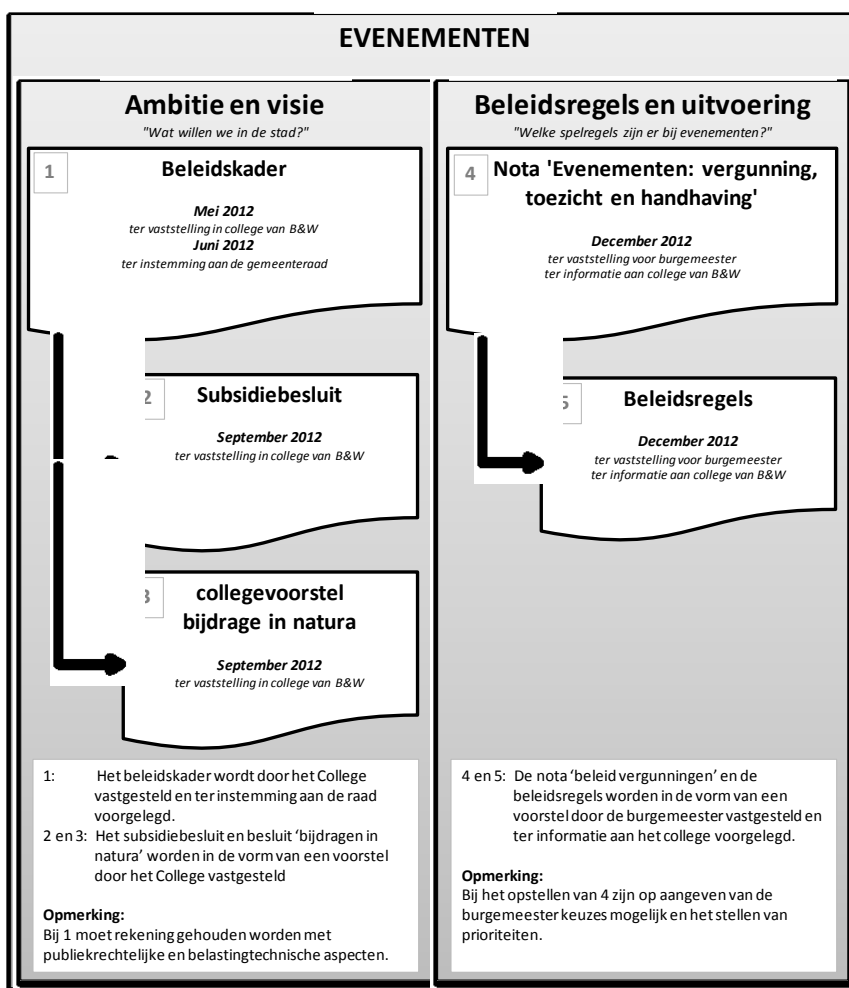 EVENEMENTEN
Ambitie en visie
"Wat willen we in de stad?"
1
Beleidskader
Mei 2012
ter vaststelling in college van B&W
Juni 2012
ter instemming aan de gemeenteraad
2
Subsidiebesluit
September 2012
ter vaststelling in college van B&W
3
collegevoorstel
bijdrage in natura
September 2012
ter vaststelling in college van B&W
1: Het beleidskader wordt door het College
vastgesteld en ter instemming aan de raad
voorgelegd.
2 en 3: Het subsidiebesluit en besluit ‘bijdragen in
natura’ worden in de vorm van een voorstel
door het College vastgesteld
Opmerking:
Bij 1 moet rekening gehouden worden met
publiekrechtelijke en belastingtechnische aspecten.
Beleidsregels en uitvoering
"Welke spelregels zijn er bij evenementen?"
4
Nota 'Evenementen: vergunning,
toezicht en handhaving'
December 2012
ter vaststelling voor burgemeester
ter informatie aan college van B&W
5
Beleidsregels
December 2012
ter vaststelling voor burgemeester
ter informatie aan college van B&W
4 en 5: De nota ‘beleid vergunningen’ en de
beleidsregels worden in de vorm van een
voorstel door de burgemeester vastgesteld en
ter informatie aan het college voorgelegd.
Opmerking:
Bij het opstellen van 4 zijn op aangeven van de
burgemeester keuzes mogelijk en het stellen van
prioriteiten.